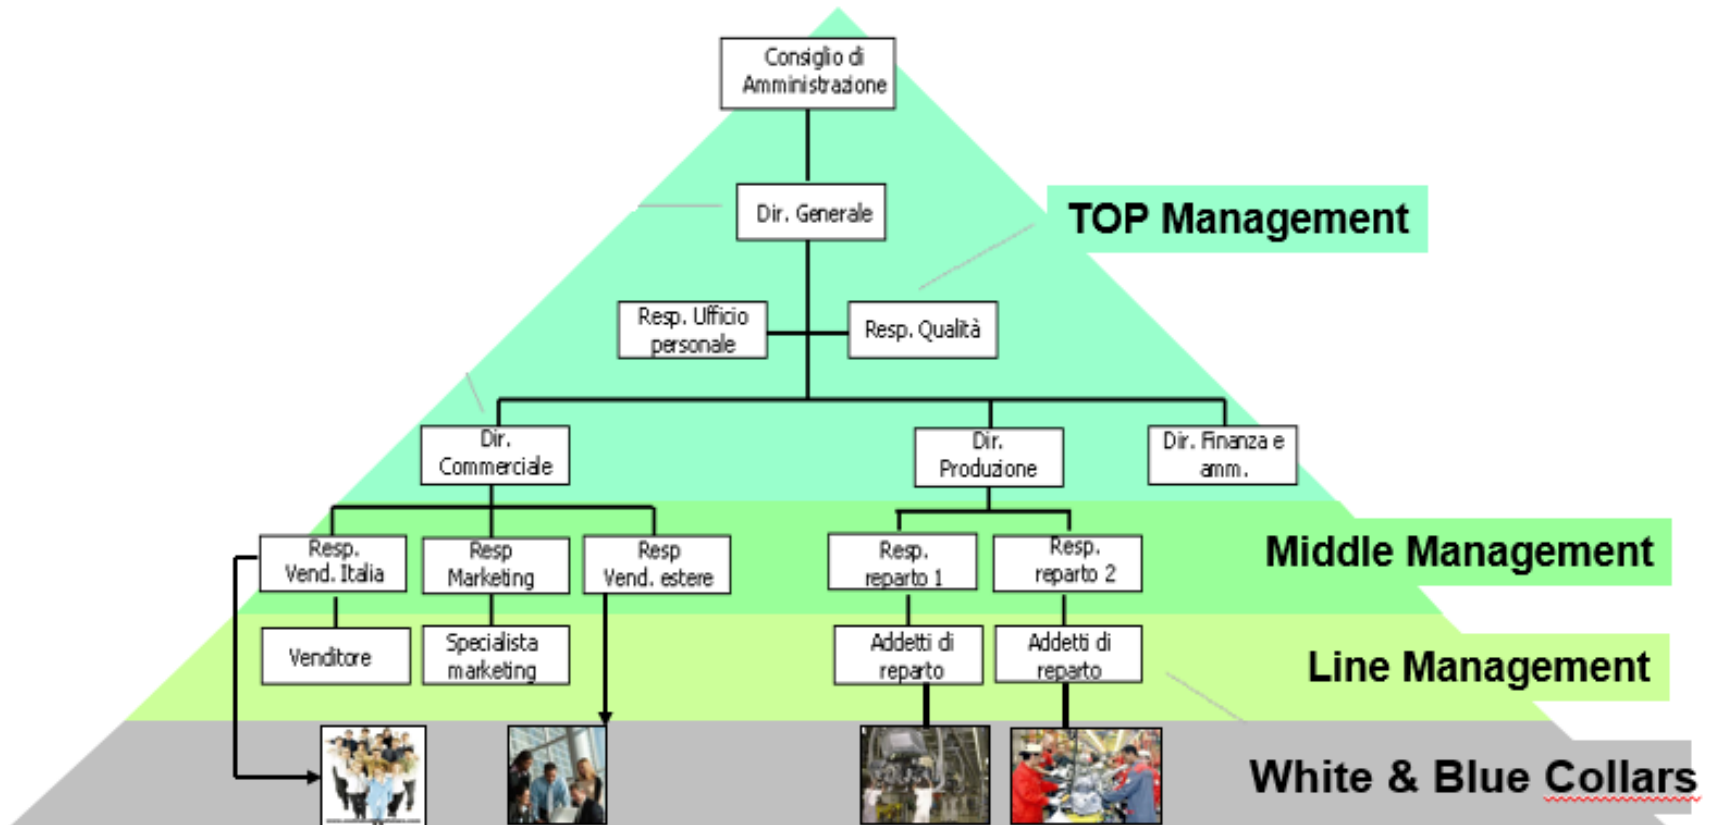 Consiglio di
Amministrazione
Dir. Generale
TOP Management
Resp. Ufficio
personale
Resp. Qualità
Dir.
Commerciale
Dir.
Produzione
Dir. Finanza e
amm.
Resp.
Vend. Italia
Resp
Marketing
Resp
Vend. estere
Resp.
reparto 1
Resp.
reparto 2
Middle Management
Venditore
Specialista
marketing
Addetti di
reparto
Addetti di
reparto
Line Management
White & Blue Collars